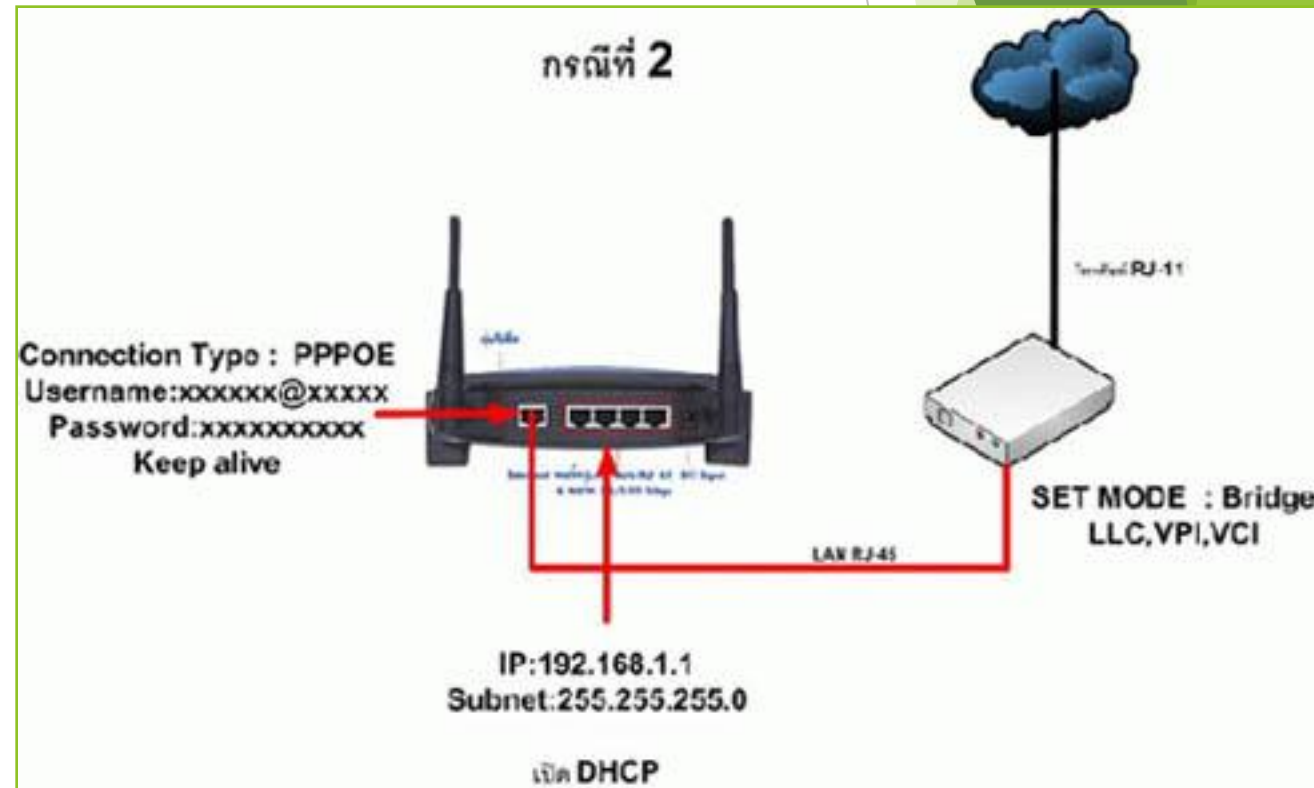 กรณีที่ 2
RJ-11
Connection Type : PPPOE
Username:xxxxxx@xxxxx
Password:xxxxxxxxxx
Keep alive
SET MODE : Bridge
LLC,VPI,VCI
LAN RJ-45
IP:192.168.1.1
Subnet:255.255.255.0
เปิด DHCP